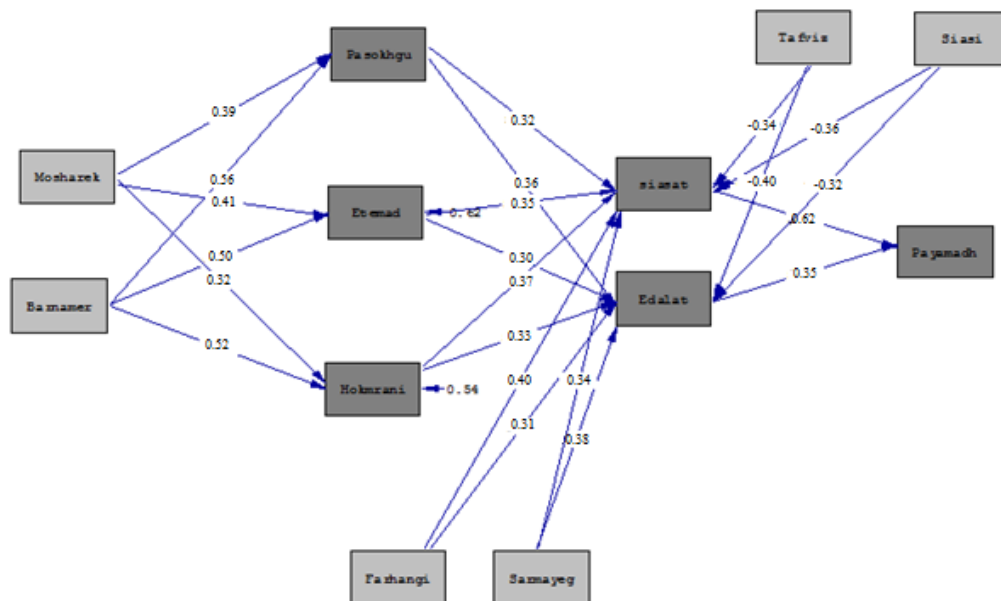 Tafviz
Siasi
Pasokhgu
0.39
0.32
-0.34
-0.36
Mosharek
0.56
0.41
0.36
0.35
-0.40
-0.32
siasat
Etemad
0.62
0.62
Payamadh
0.50
0.32
0.30
0.37
0.35
Barnamer
Edalat
0.52
0.33
Hokmrani
0.54
0.40
0.34
0.31
0.38
Farhangi
Sarmayeg